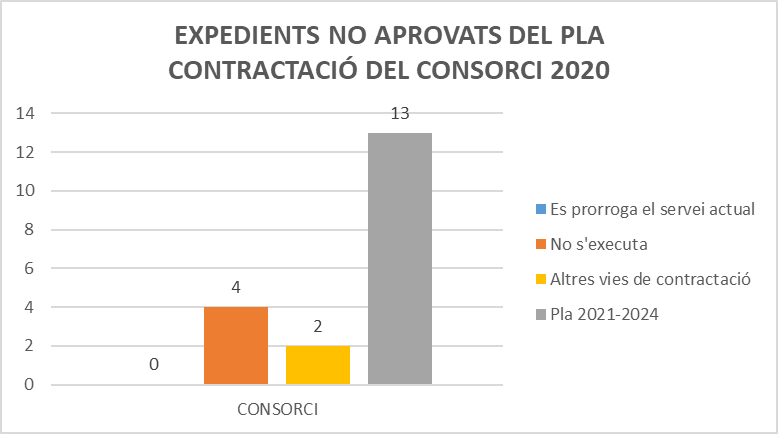 EXPEDIENTS NO APROVATS DEL PLA
CONTRACTACIÓ DEL CONSORCI 2020
14
12
10
8
6
4
2
0
0
4
2
13
CONSORCI
Es prorroga el servei actual
No s'executa
Altres vies de contractació
Pla 2021-2024